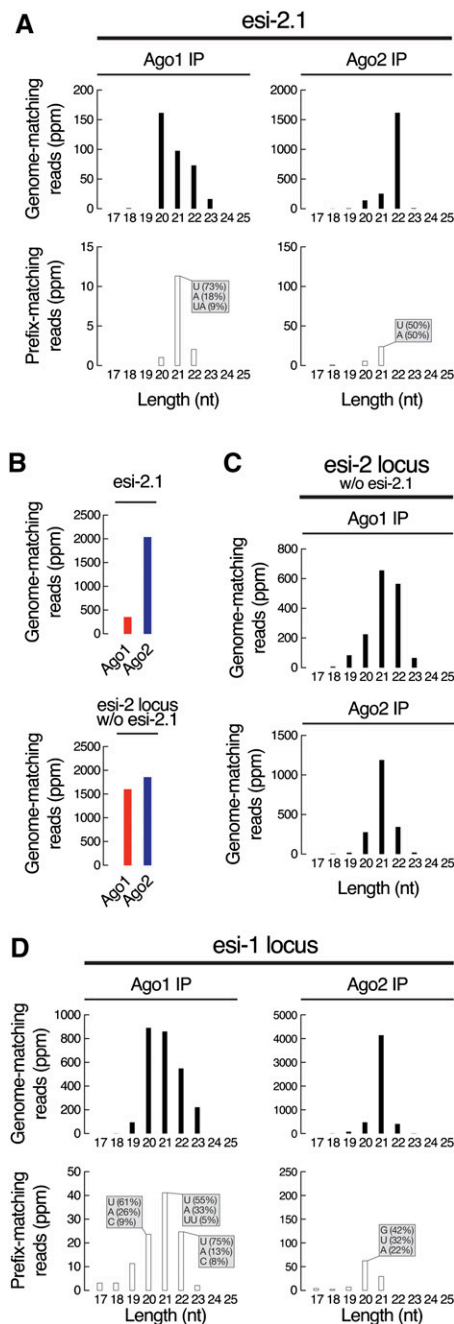 A
esi-2.1
Ago1 IP
Ago2 IP
Genome-matching
reads (ppm)
200
150
100
50
0
17 18 19 20 21 22 23 24 25
2000
1500
1000
500
0
17 18 19 20 21 22 23 24 25
Prefix-matching
reads (ppm)
15
10
5
0
U (73%)
A (18%)
UA (9%)
17 18 19 20 21 22 23 24 25
150
100
50
0
U (50%)
A (50%)
17 18 19 20 21 22 23 24 25
Length (nt)
Length (nt)
B
esi-2.1
Genome-matching
reads (ppm)
2500
2000
1500
1000
500
0
Ago1
Ago2
esi-2 locus
w/o esi-2.1
Genome-matching
reads (ppm)
2500
2000
1500
1000
500
0
Ago1
Ago2
C
esi-2 locus
w/o esi-2.1
Ago1 IP
Genome-matching
reads (ppm)
800
600
400
200
0
17 18 19 20 21 22 23 24 25
Ago2 IP
Genome-matching
reads (ppm)
1500
1000
500
0
17 18 19 20 21 22 23 24 25
Length (nt)
D
esi-1 locus
Ago1 IP
Ago2 IP
Genome-matching
reads (ppm)
1000
800
600
400
200
0
17 18 19 20 21 22 23 24 25
5000
4000
3000
2000
1000
0
17 18 19 20 21 22 23 24 25
Prefix-matching
reads (ppm)
50
40
30
20
10
0
U (61%)
A (26%)
C (9%)
U (55%)
A (33%)
UU (5%)
U (75%)
A (13%)
C (8%)
17 18 19 20 21 22 23 24 25
250
200
150
100
50
0
G (42%)
U (32%)
A (22%)
17 18 19 20 21 22 23 24 25
Length (nt)
Length (nt)